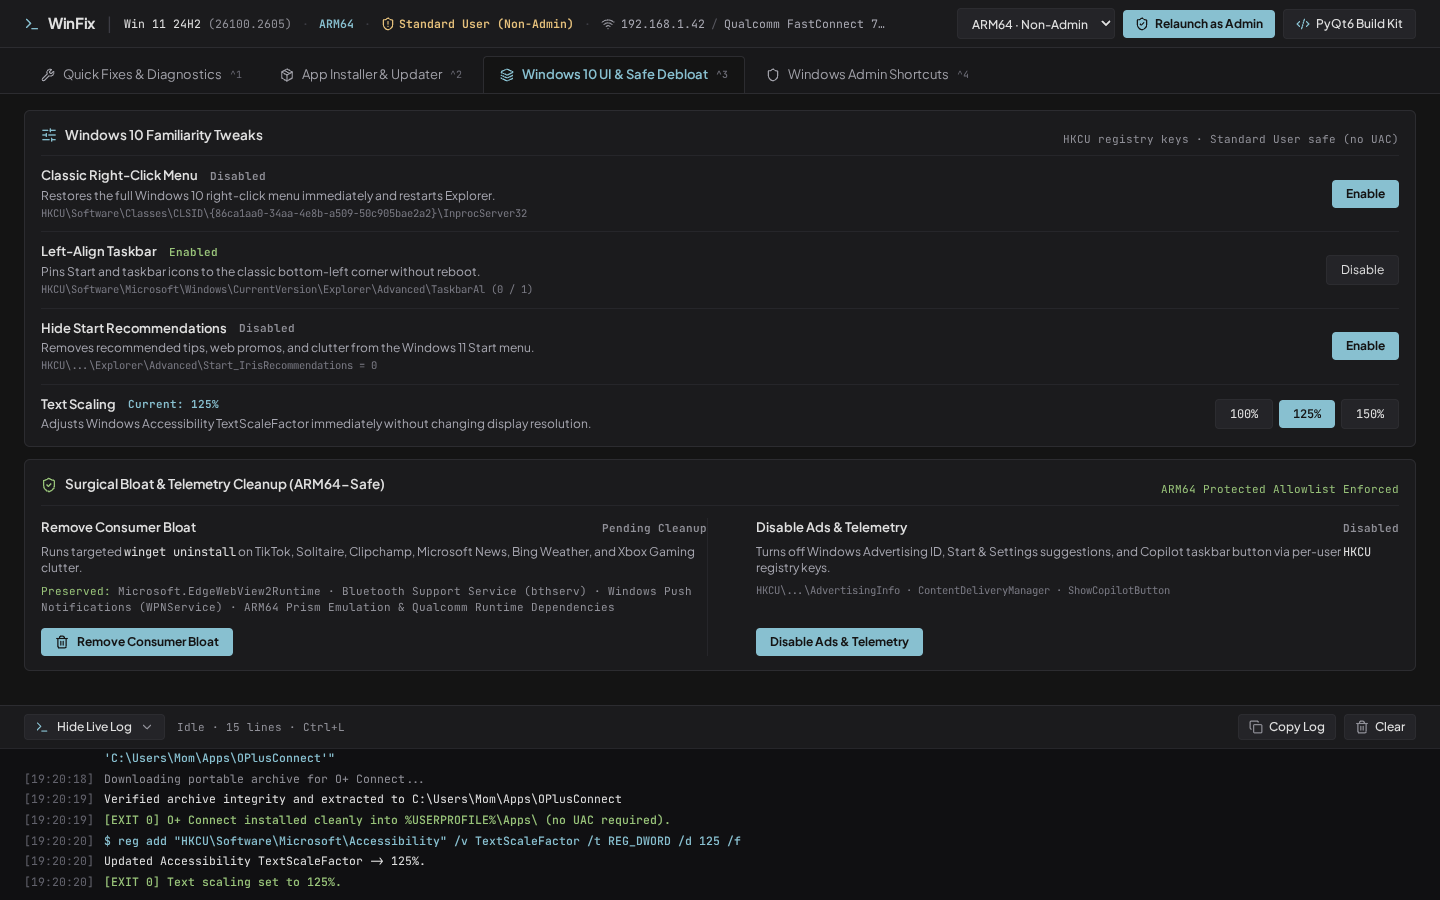 WinFix
Win 11 24H2 (26100.2605) · ARM64 · Standard User (Non-Admin) · 192.168.1.42 / Qualcomm FastConnect 7…
ARM64 · Non-Admin
Relaunch as Admin
PyQt6 Build Kit
Quick Fixes & Diagnostics ^1
App Installer & Updater ^2
Windows 10 UI & Safe Debloat ^3
Windows Admin Shortcuts ^4
Windows 10 Familiarity Tweaks
HKCU registry keys · Standard User safe (no UAC)
Classic Right-Click Menu Disabled
Restores the full Windows 10 right-click menu immediately and restarts Explorer.
HKCU\Software\Classes\CLSID\{86ca1aa0-34aa-4e8b-a509-50c905bae2a2}\InprocServer32
Enable
Left-Align Taskbar Enabled
Pins Start and taskbar icons to the classic bottom-left corner without reboot.
HKCU\Software\Microsoft\Windows\CurrentVersion\Explorer\Advanced\TaskbarAl (0 / 1)
Disable
Hide Start Recommendations Disabled
Removes recommended tips, web promos, and clutter from the Windows 11 Start menu.
HKCU\...\Explorer\Advanced\Start_IrisRecommendations = 0
Enable
Text Scaling Current: 125%
Adjusts Windows Accessibility TextScaleFactor immediately without changing display resolution.
100% 125% 150%
Surgical Bloat & Telemetry Cleanup (ARM64-Safe)
ARM64 Protected Allowlist Enforced
Remove Consumer Bloat Pending Cleanup
Runs targeted winget uninstall on TikTok, Solitaire, Clipchamp, Microsoft News, Bing Weather, and Xbox Gaming
clutter.
Preserved: Microsoft.EdgeWebView2Runtime · Bluetooth Support Service (bthserv) · Windows Push
Notifications (WPNService) · ARM64 Prism Emulation & Qualcomm Runtime Dependencies
Remove Consumer Bloat
Disable Ads & Telemetry Disabled
Turns off Windows Advertising ID, Start & Settings suggestions, and Copilot taskbar button via per-user HKCU
registry keys.
HKCU\...\AdvertisingInfo · ContentDeliveryManager · ShowCopilotButton
Disable Ads & Telemetry
Hide Live Log
Idle · 15 lines · Ctrl+L
Copy Log
Clear
'C:\Users\Mom\Apps\OPlusConnect'"
[19:20:18] Downloading portable archive for O+ Connect...
[19:20:19] Verified archive integrity and extracted to C:\Users\Mom\Apps\OPlusConnect
[19:20:19] [EXIT 0] O+ Connect installed cleanly into %USERPROFILE%\Apps\ (no UAC required).
[19:20:20] $ reg add "HKCU\Software\Microsoft\Accessibility" /v TextScaleFactor /t REG_DWORD /d 125 /f
[19:20:20] Updated Accessibility TextScaleFactor -> 125%.
[19:20:20] [EXIT 0] Text scaling set to 125%.